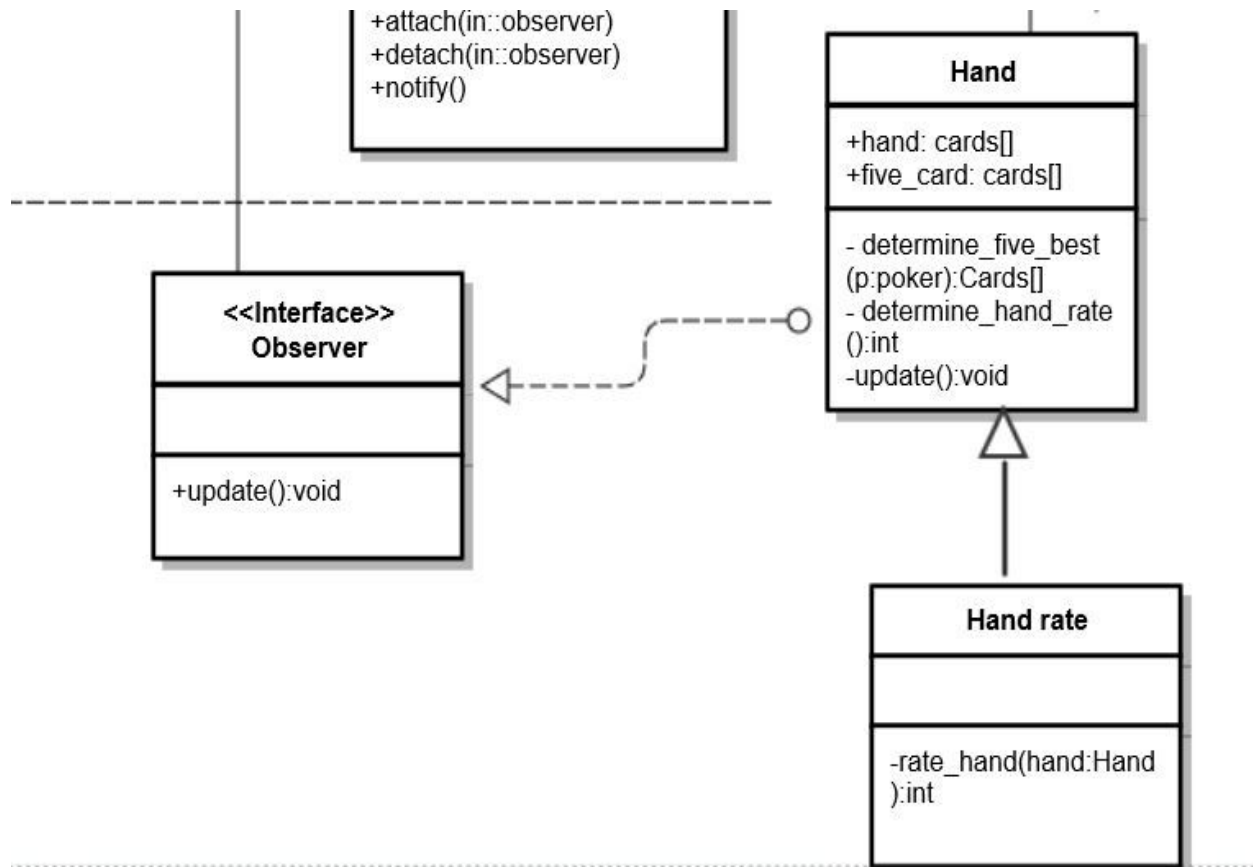 +attach(in::observer)
+detach(in::observer)
+notify()
Hand
+hand: cards[]
+five_card: cards[]
- determine_five_best
(p:poker):Cards[]
- determine_hand_rate
():int
-update():void
<<Interface>>
Observer
+update():void
Hand rate
-rate_hand(hand:Hand
):int